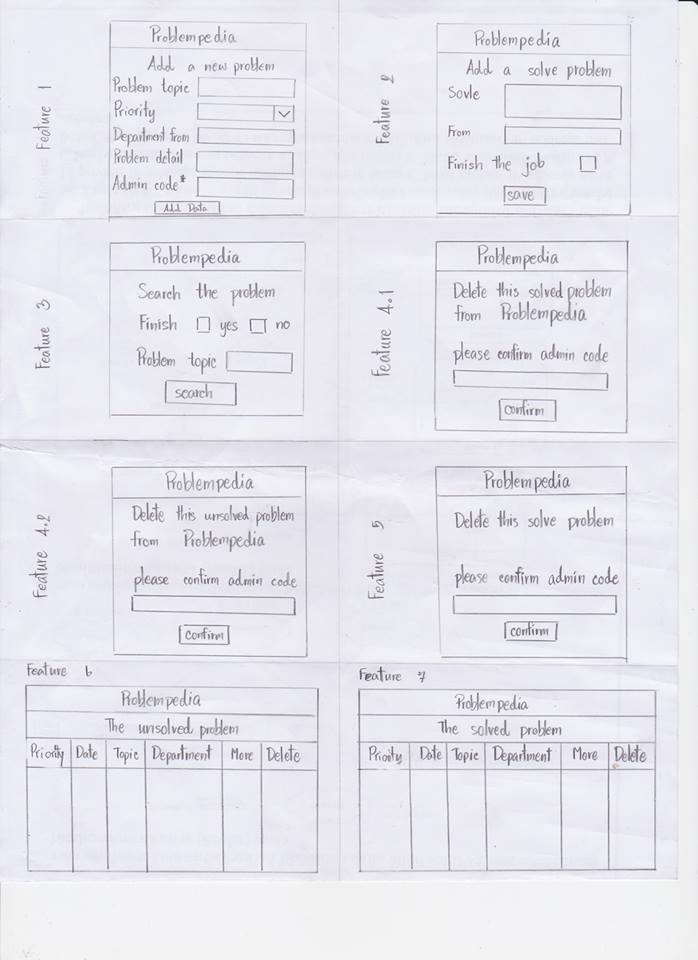 Feature 1
Problempedia
Add a new problem
Problem topic
Priority
Department from
Problem detail
Admin code*
Add Data
Feature 2
Problempedia
Add a solve problem
Sovle
From
Finish the job
save
Feature 3
Problempedia
Search the problem
Finish yes no
Problem topic
search
Feature 4.1
Problempedia
Delete this solved problem
from Problempedia
please confirm admin code
confirm
Feature 4.2
Problempedia
Delete this unsolved problem
from Problempedia
please confirm admin code
confirm
Feature 5
Problempedia
Delete this solve problem
please confirm admin code
confirm
Feature 6
Problempedia
The unsolved problem
Priority Date Topic Department More Delete
Feature 7
Problempedia
The solved problem
Priority Date Topic Department More Delete